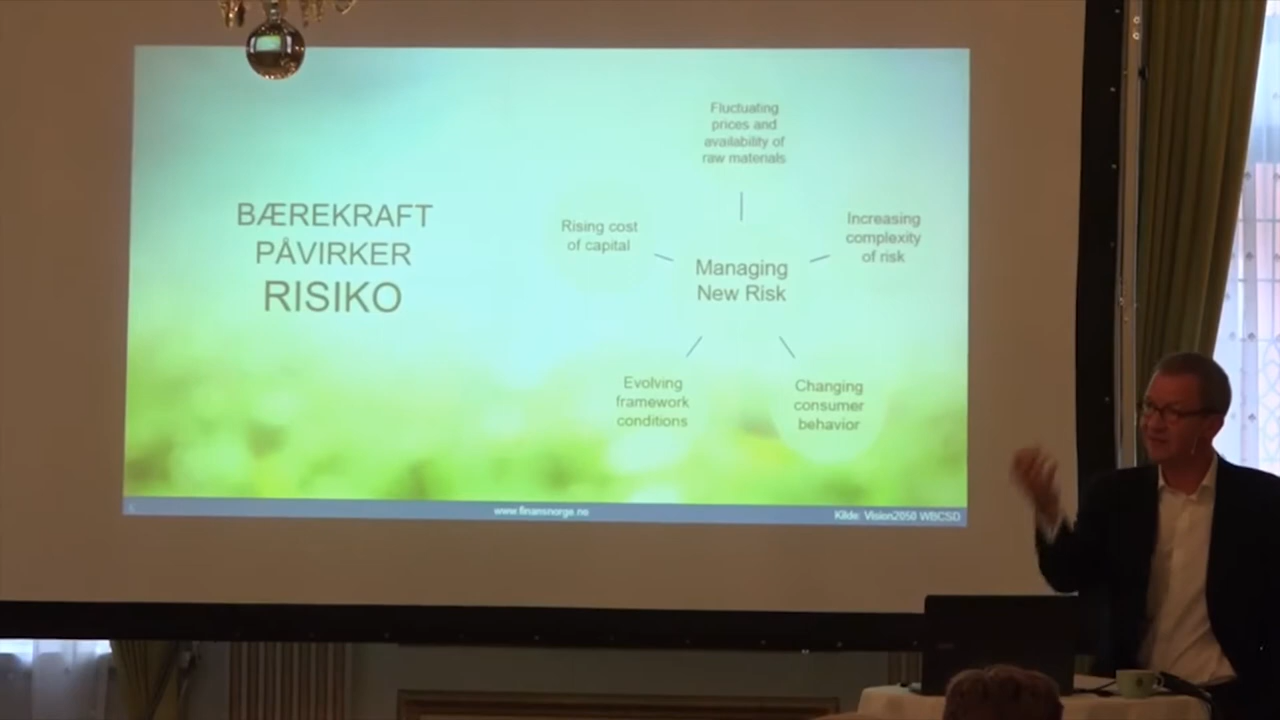 BÆREKRAFT
PÅVIRKER
RISIKO
Fluctuating
prices and
availability of
raw materials
Rising cost
of capital
Increasing
complexity
of risk
Managing
New Risk
Evolving
framework
conditions
Changing
consumer
behavior
www.finansnorge.no
Kilde: Vision2050 WBCSD